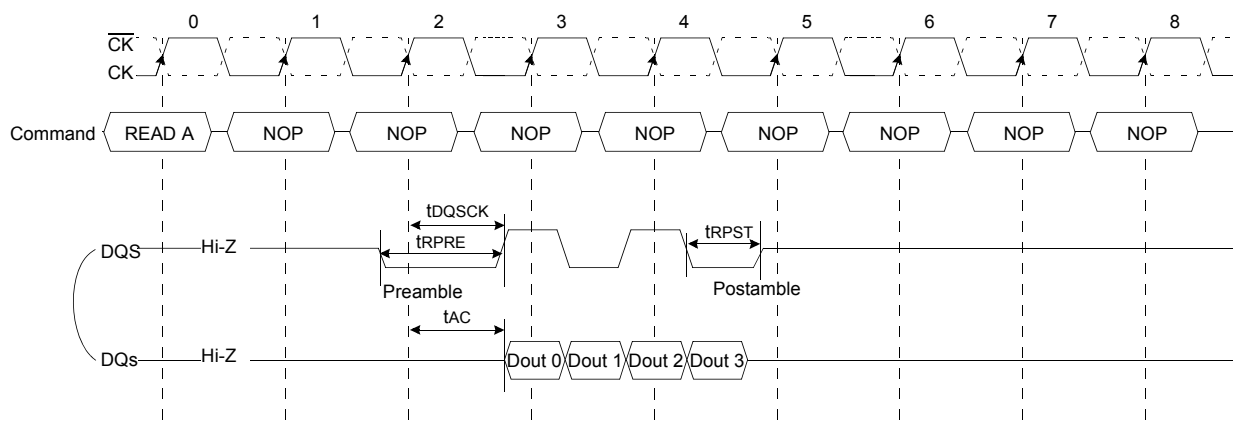 0 1 2 3 4 5 6 7 8
CK
CK
Command READ A NOP NOP NOP NOP NOP NOP NOP NOP
tDQSCK
DQS Hi-Z tRPRE tRPST
Preamble Postamble
tAC
DQs Hi-Z Dout 0 Dout 1 Dout 2 Dout 3